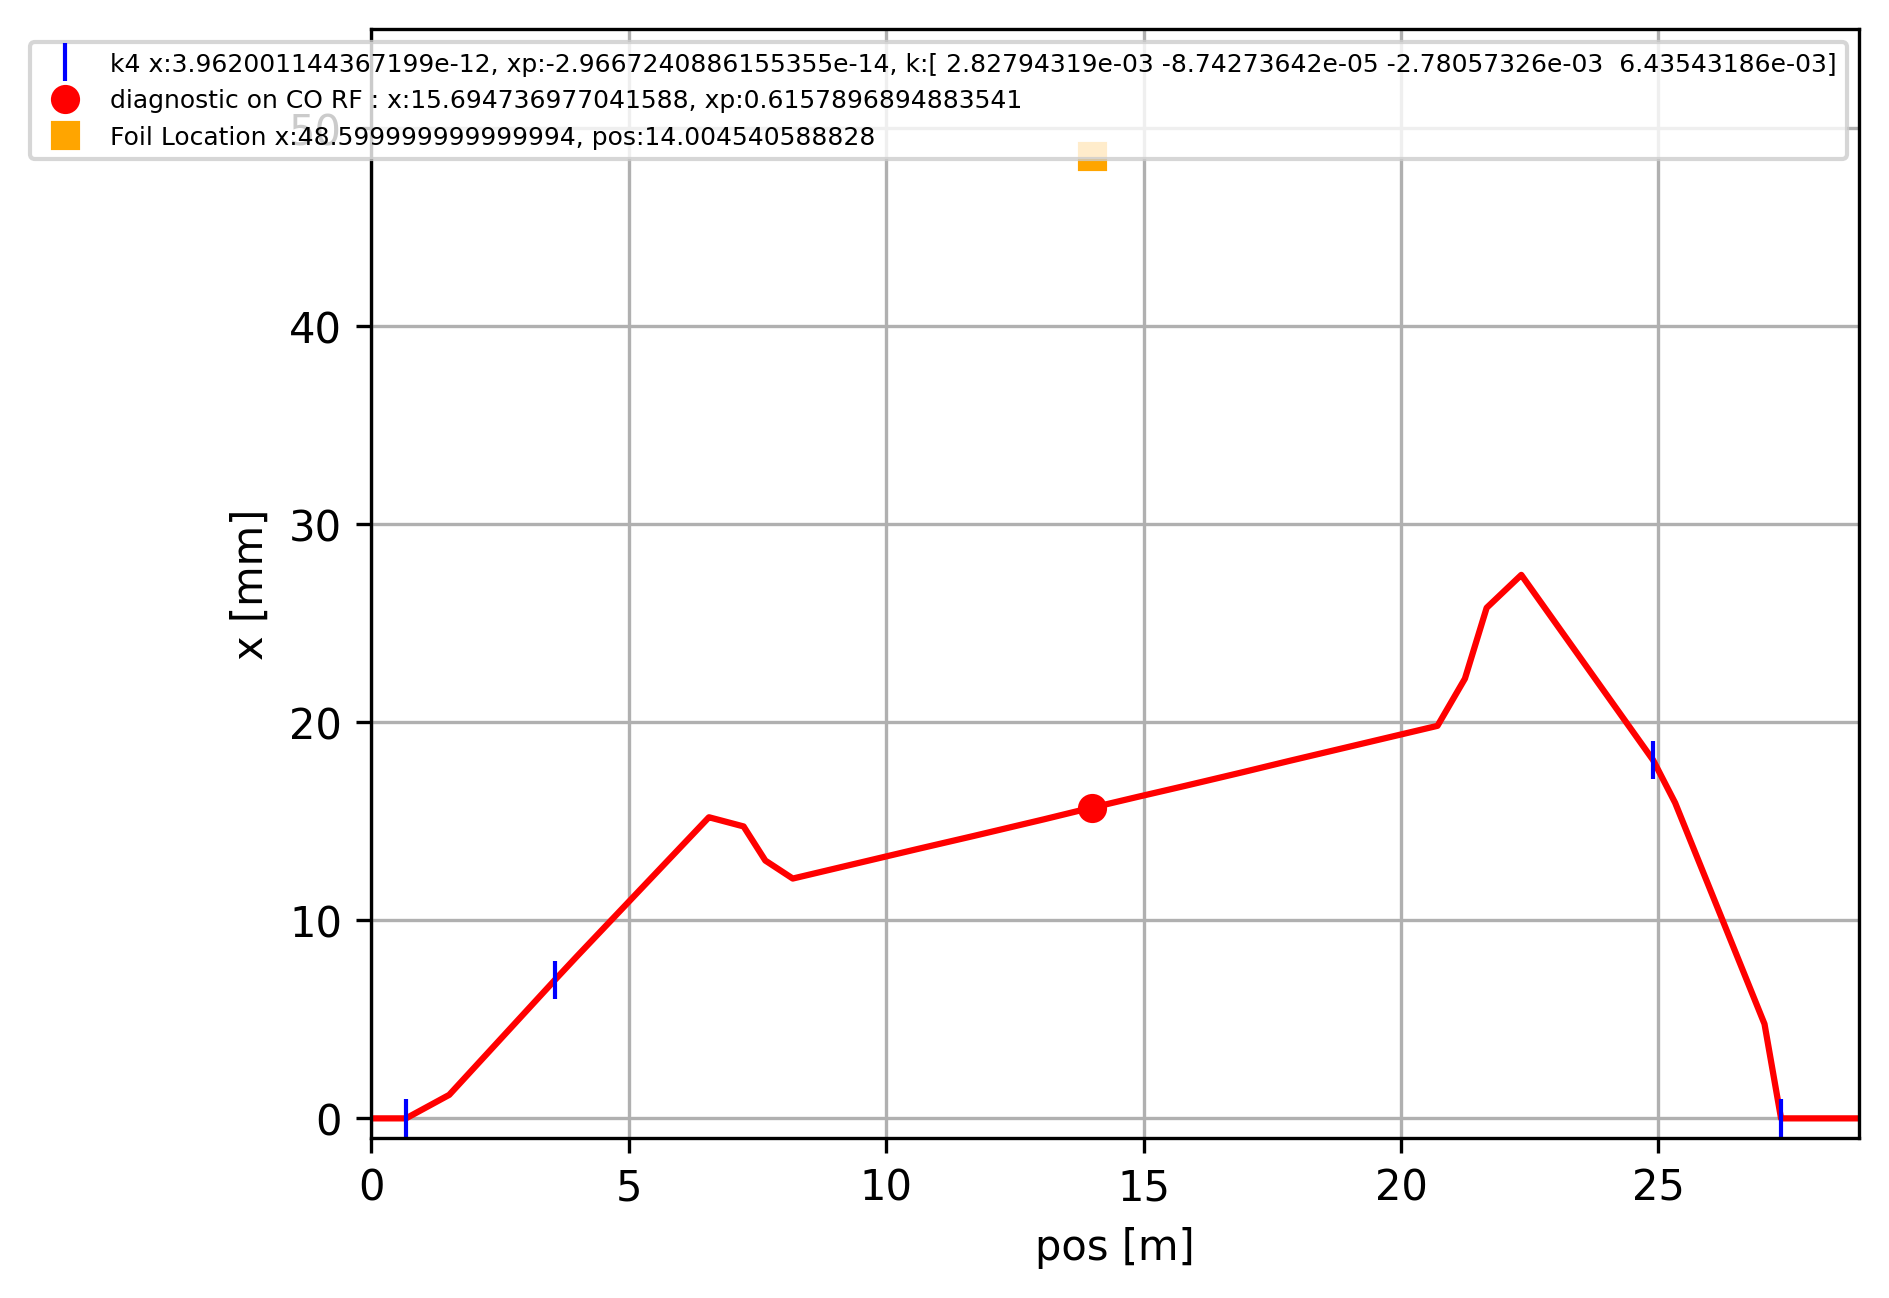 k4 x:3.962001144367199e-12, xp:-2.9667240886155355e-14, k:[ 2.82794319e-03 -8.74273642e-05 -2.78057326e-03  6.43543186e-03]
diagnostic on CO RF : x:15.694736977041588, xp:0.6157896894883541
Foil Location x:48.599999999999994, pos:14.004540588828
50
40
30
20
10
0
x [mm]
0 5 10 15 20 25
pos [m]